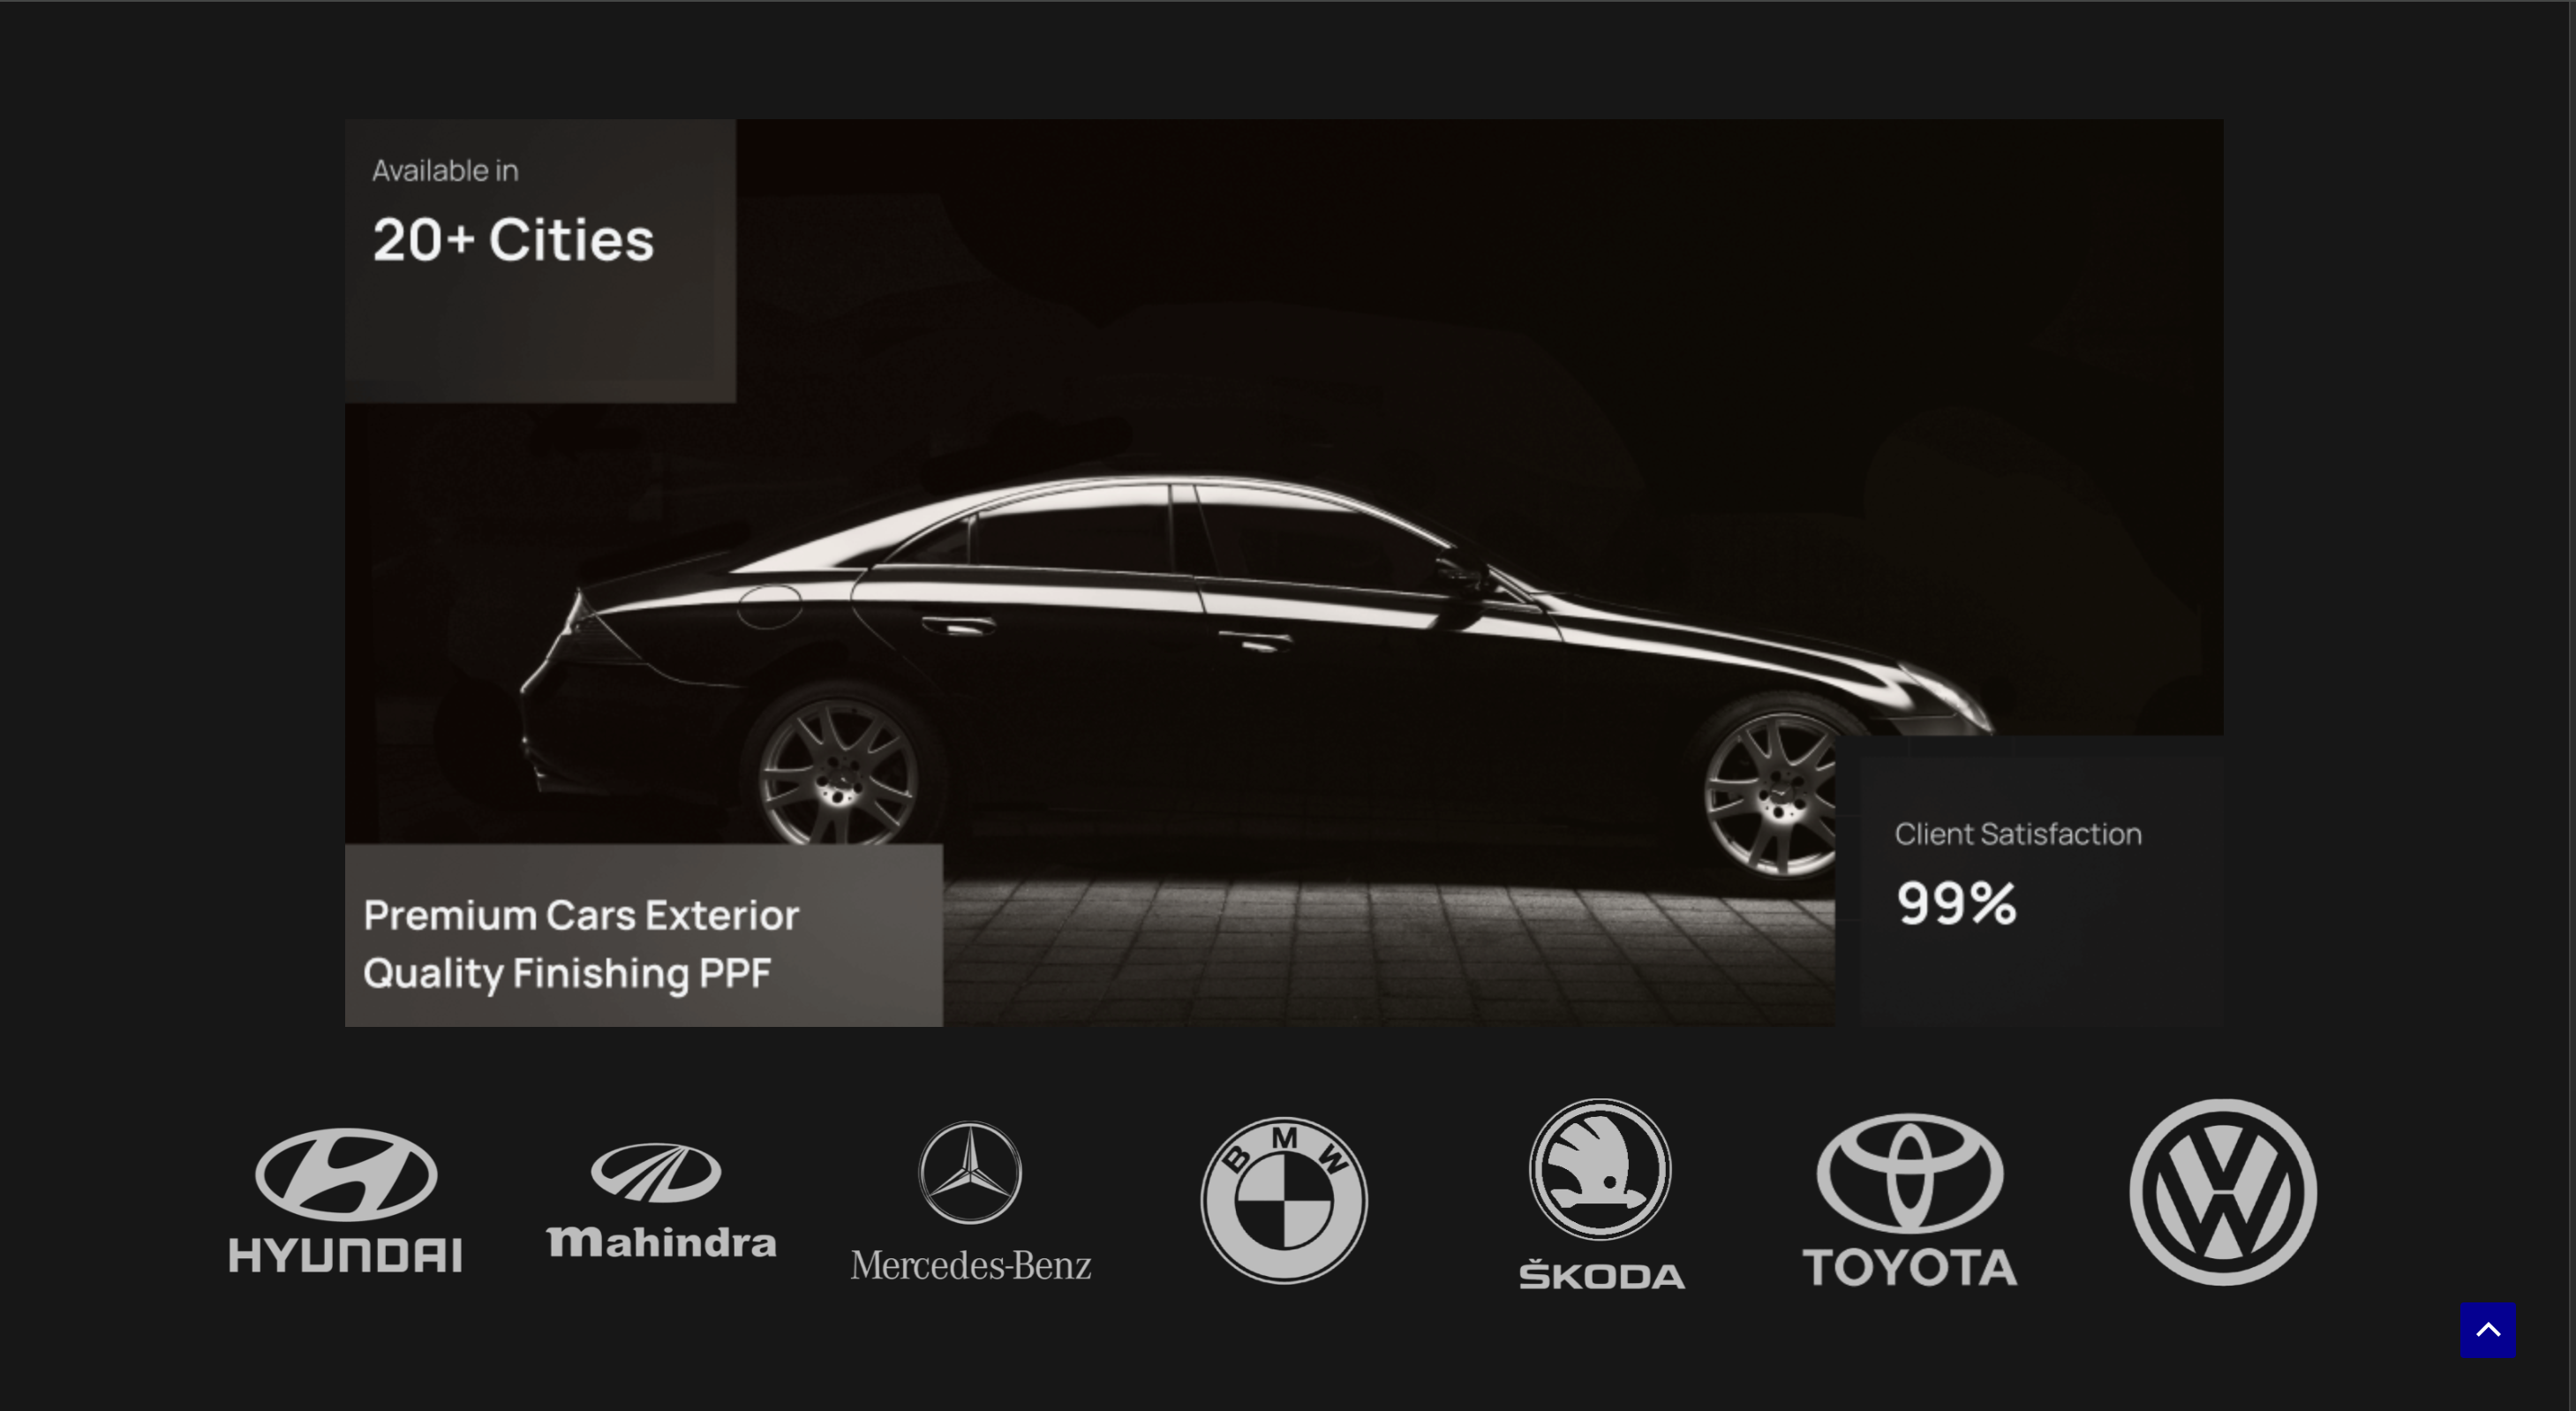 Available in
20+ Cities
Client Satisfaction
99%
Premium Cars Exterior
Quality Finishing PPF
HYUNDAI
mahindra
Mercedes-Benz
BMW
ŠKODA
TOYOTA
VW